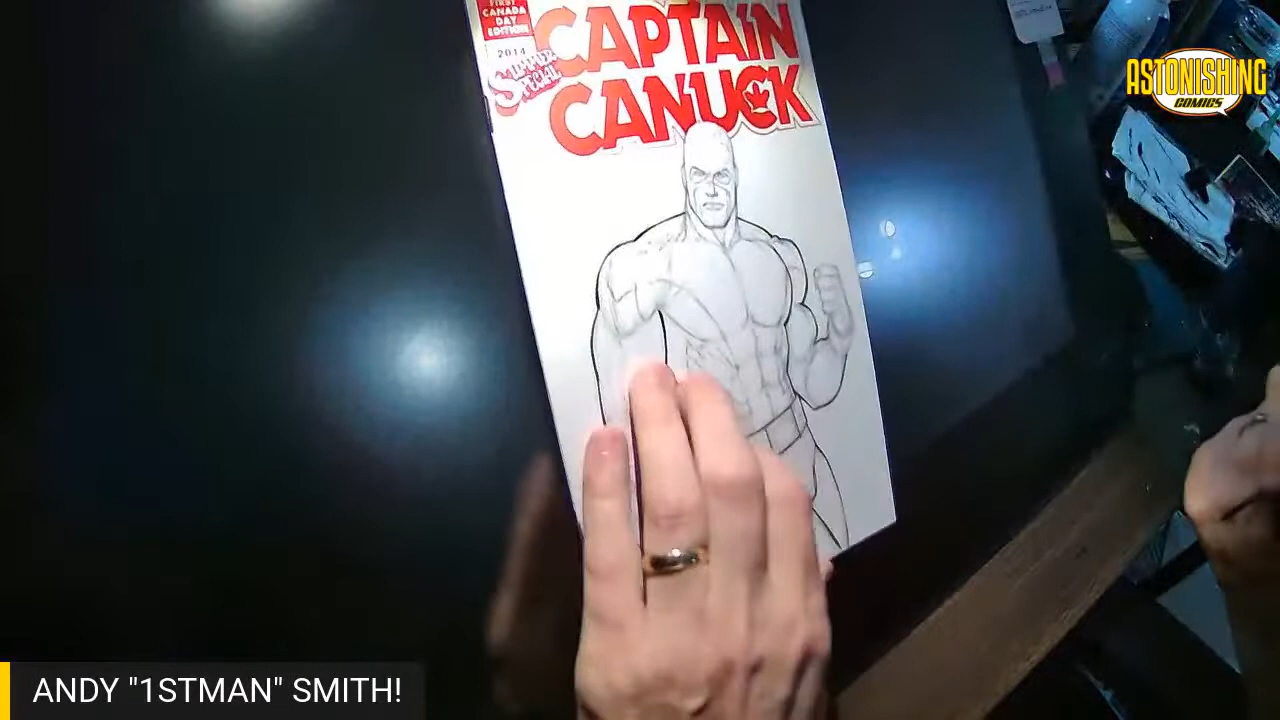 FIRST
CANADA
DAY
EDITION
2014
SUMMER
SPECIAL
CAPTAIN
CANUCK
ASTONISHING
COMICS
ANDY "1STMAN" SMITH!